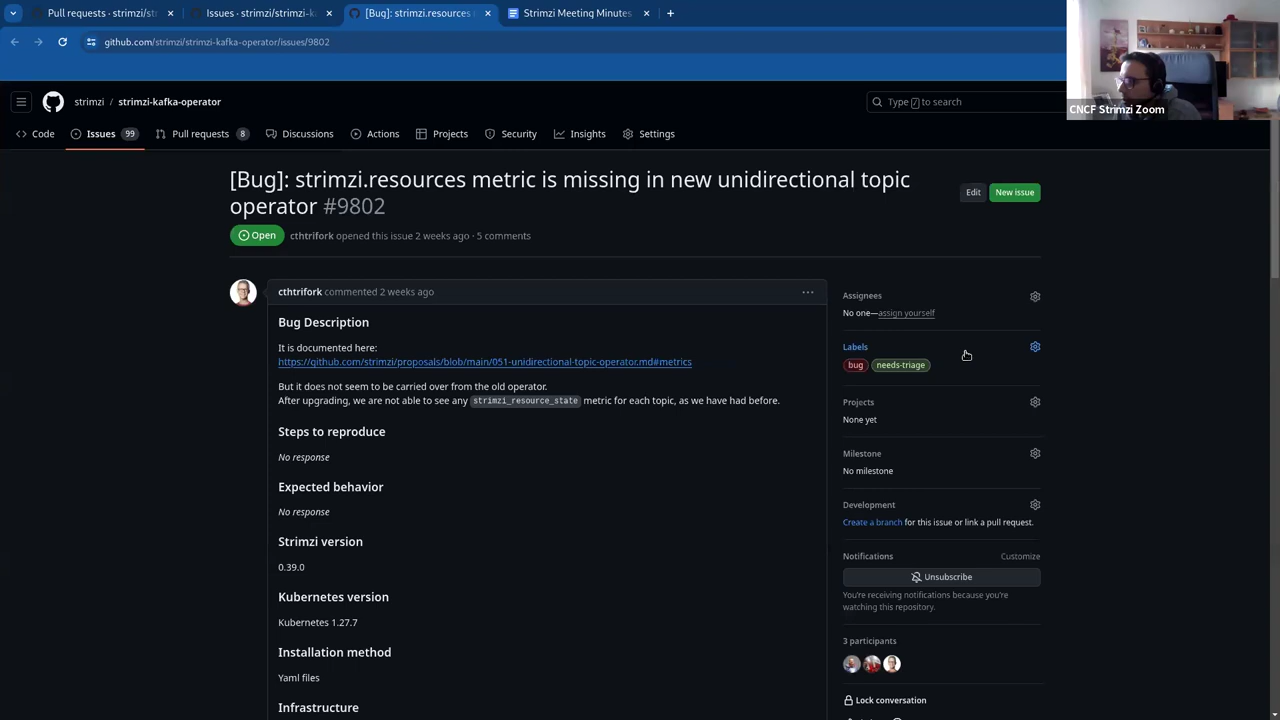 Pull requests · strimzi/str
Issues · strimzi/strimzi-ka
[Bug]: strimzi.resources
Strimzi Meeting Minutes
github.com/strimzi/strimzi-kafka-operator/issues/9802
CNCF Strimzi Zoom
strimzi / strimzi-kafka-operator
Type / to search
Code
Issues 99
Pull requests 8
Discussions
Actions
Projects
Security
Insights
Settings
[Bug]: strimzi.resources metric is missing in new unidirectional topic
operator #9802
Edit
New issue
Open
cthtrifork opened this issue 2 weeks ago · 5 comments
cthtrifork commented 2 weeks ago
Bug Description
It is documented here:
https://github.com/strimzi/proposals/blob/main/051-unidirectional-topic-operator.md#metrics
But it does not seem to be carried over from the old operator.
After upgrading, we are not able to see any strimzi_resource_state metric for each topic, as we have had before.
Steps to reproduce
No response
Expected behavior
No response
Strimzi version
0.39.0
Kubernetes version
Kubernetes 1.27.7
Installation method
Yaml files
Infrastructure
Assignees
No one—assign yourself
Labels
bug needs-triage
Projects
None yet
Milestone
No milestone
Development
Create a branch for this issue or link a pull request.
Notifications
Customize
Unsubscribe
You're receiving notifications because you're
watching this repository.
3 participants
Lock conversation